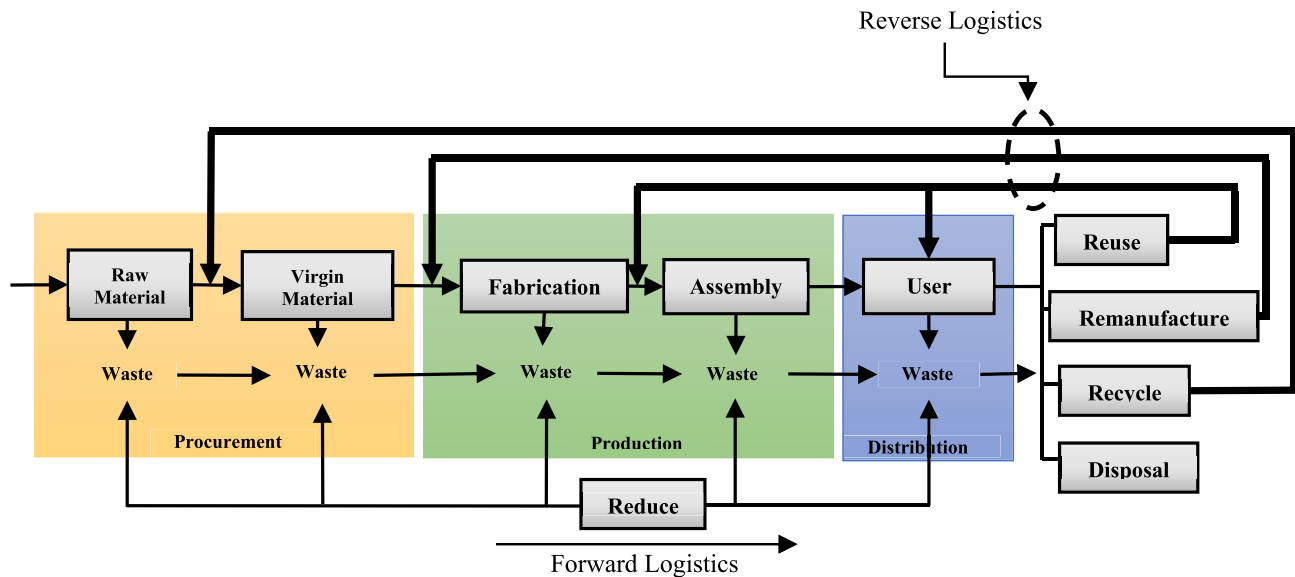 Reverse Logistics
Raw
Material
Virgin
Material
Fabrication
Assembly
User
Reuse
Remanufacture
Recycle
Disposal
Waste
Waste
Waste
Waste
Waste
Procurement
Production
Distribution
Reduce
Forward Logistics